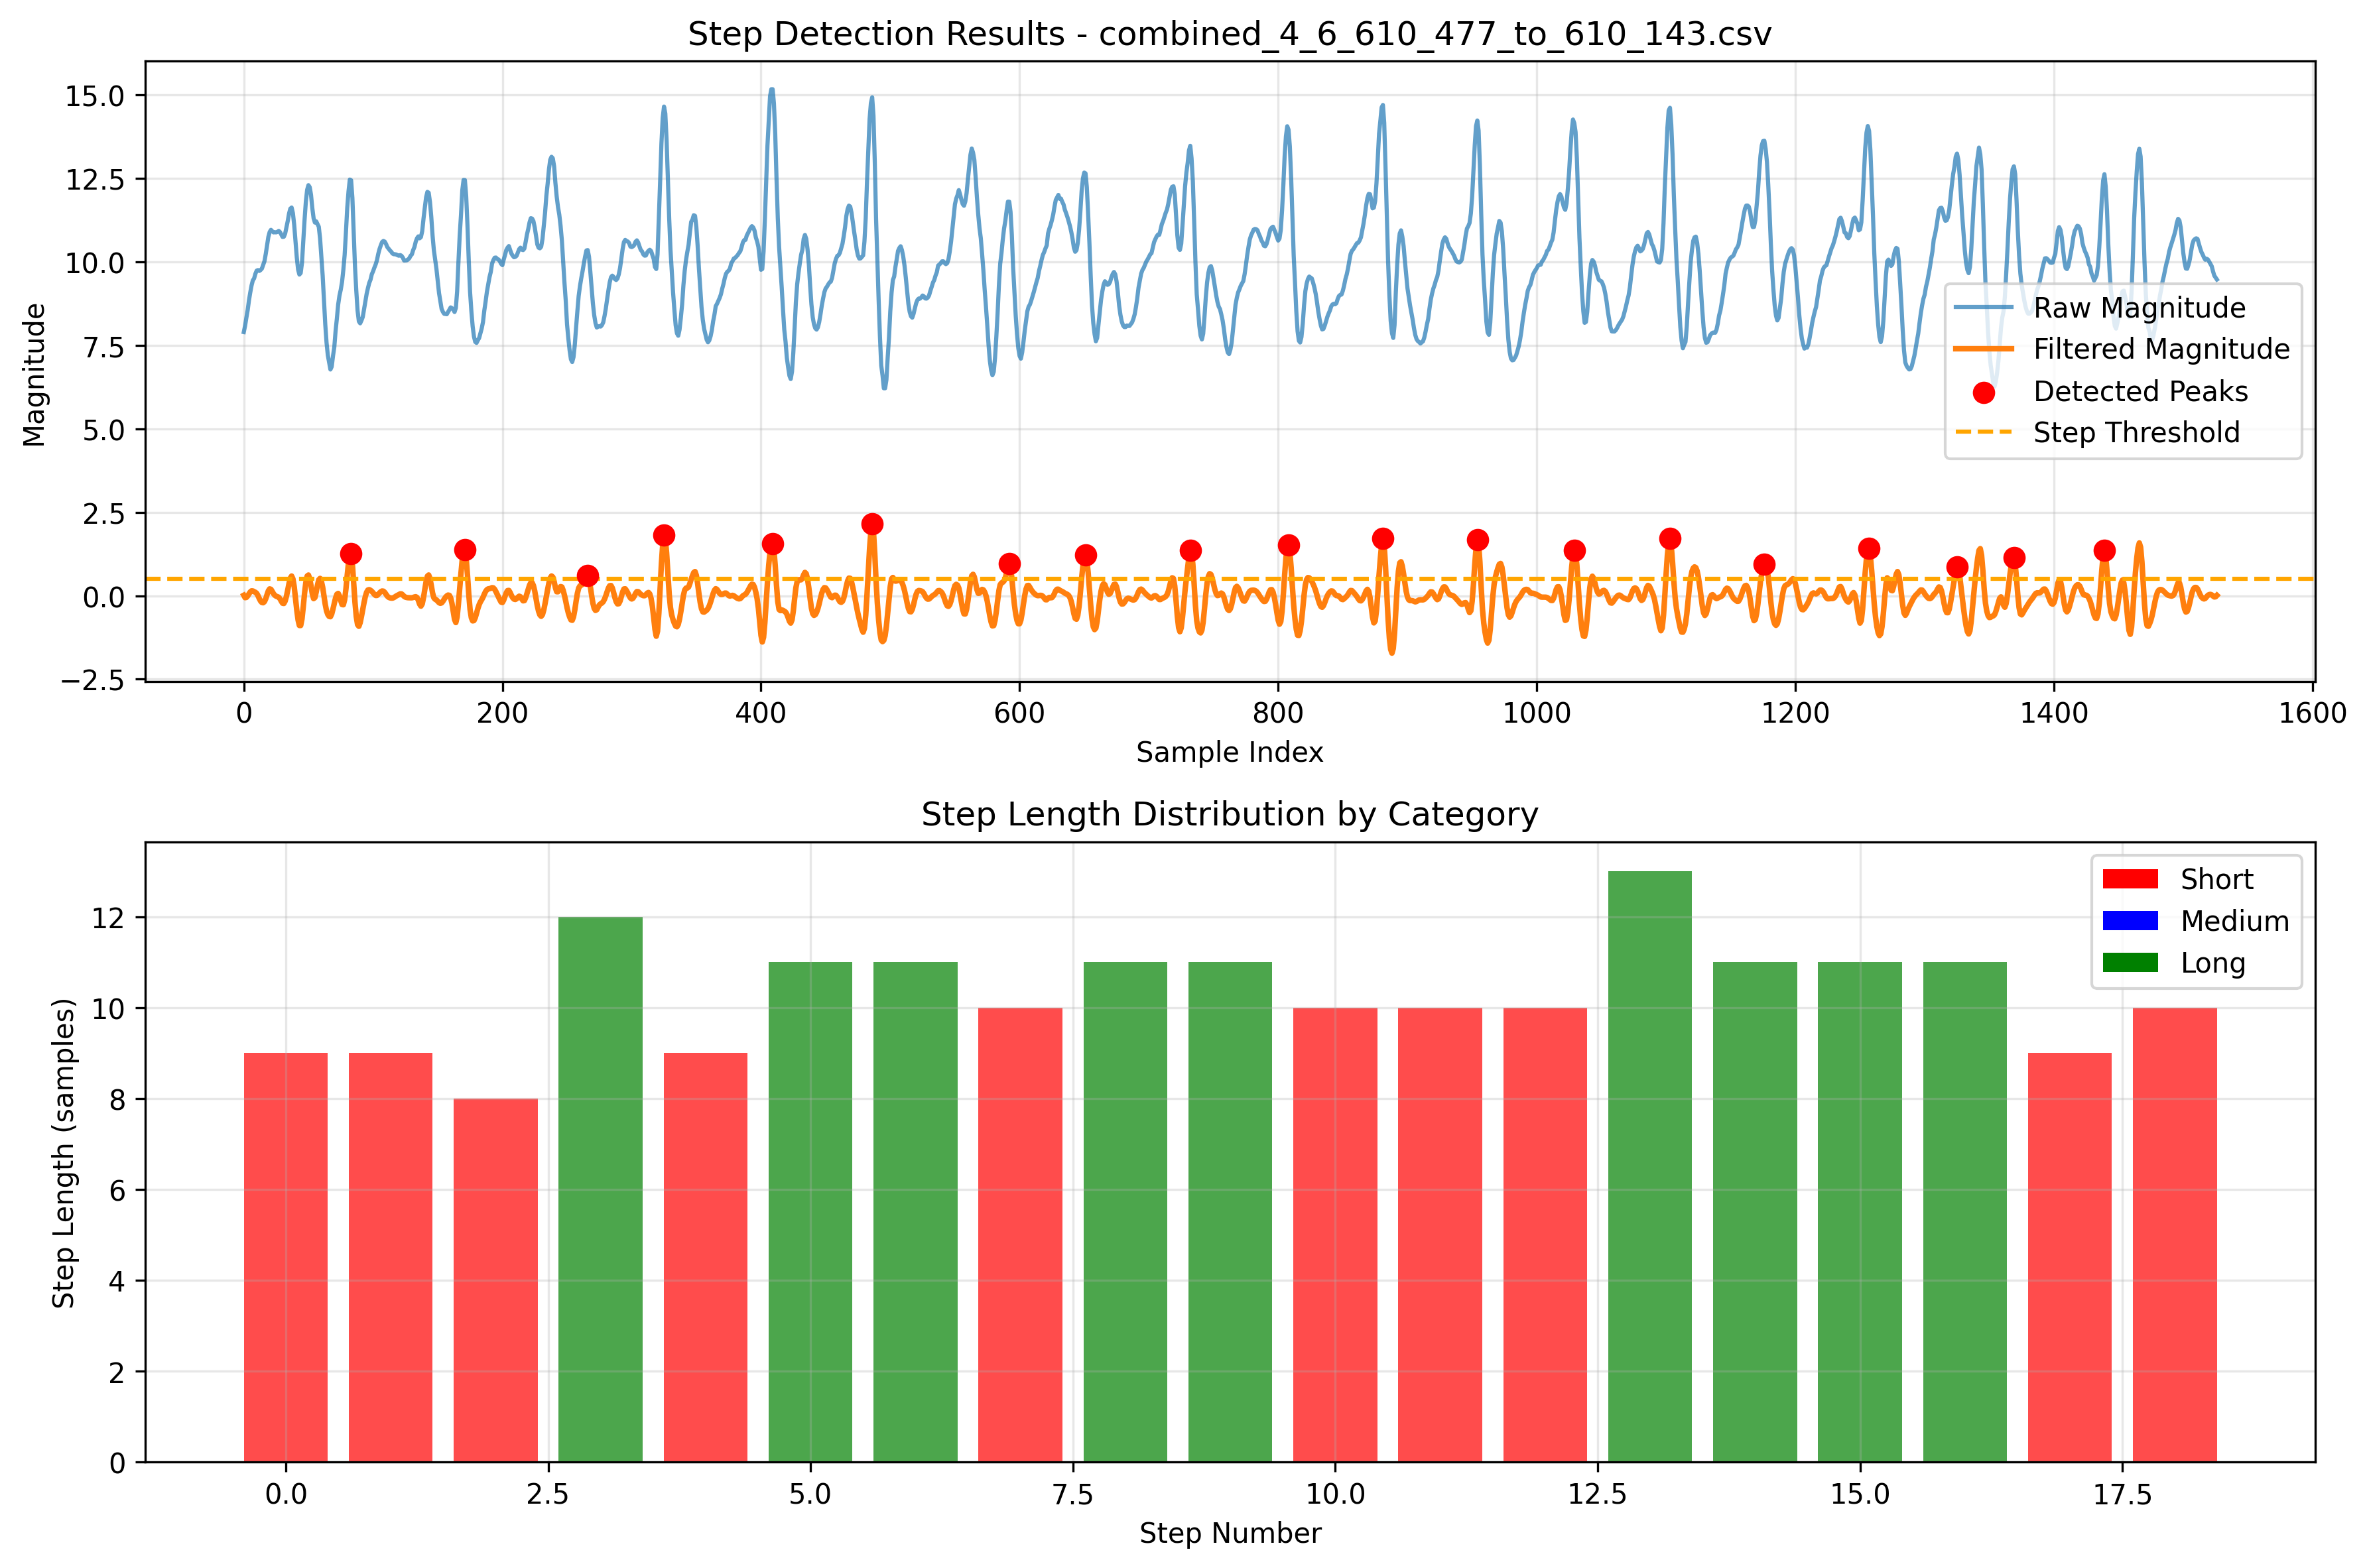 Step Detection Results - combined_4_6_610_477_to_610_143.csv
Magnitude
15.0
12.5
10.0
7.5
5.0
2.5
0.0
−2.5
Raw Magnitude
Filtered Magnitude
Detected Peaks
Step Threshold
0 200 400 600 800 1000 1200 1400 1600
Sample Index
Step Length Distribution by Category
Step Length (samples)
12
10
8
6
4
2
0
Short
Medium
Long
0.0 2.5 5.0 7.5 10.0 12.5 15.0 17.5
Step Number